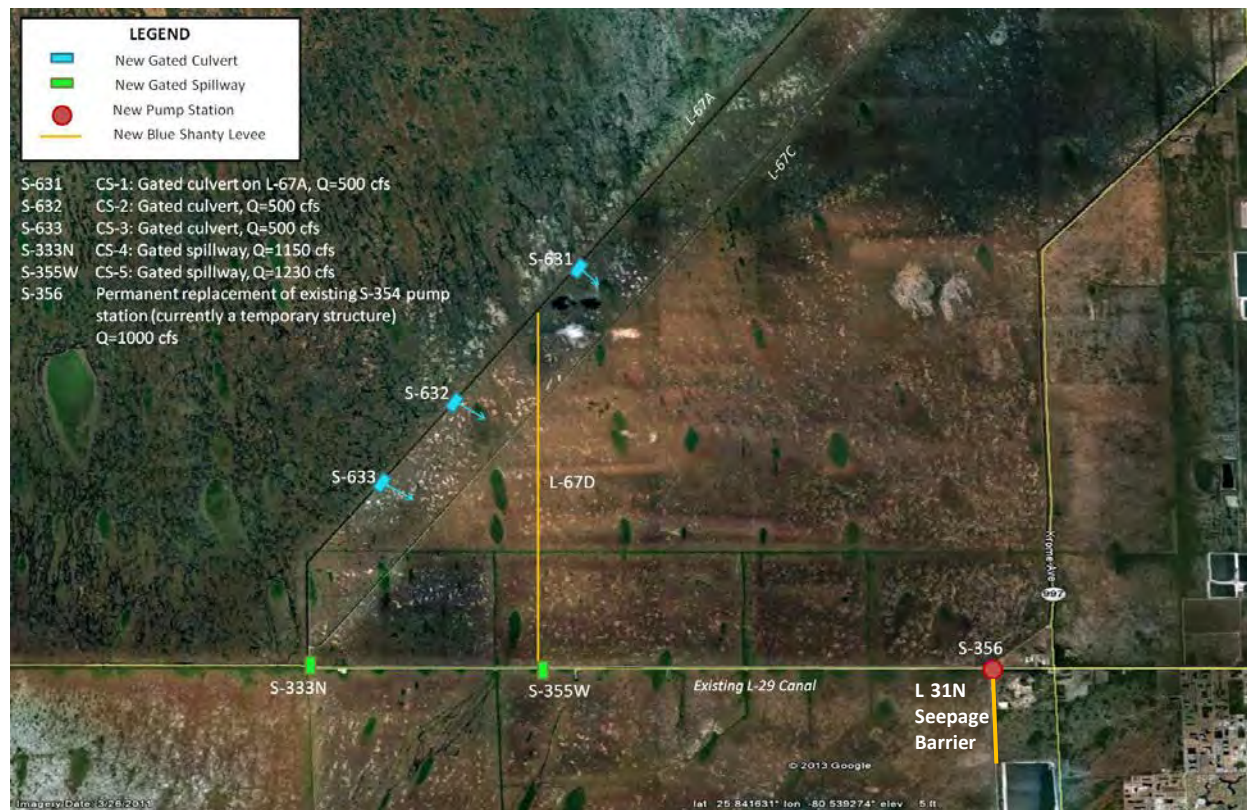 LEGEND
New Gated Culvert
New Gated Spillway
New Pump Station
New Blue Shanty Levee
S-631 CS-1: Gated culvert on L-67A, Q=500 cfs
S-632 CS-2: Gated culvert, Q=500 cfs
S-633 CS-3: Gated culvert, Q=500 cfs
S-333N CS-4: Gated spillway, Q=1150 cfs
S-355W CS-5: Gated spillway, Q=1230 cfs
S-356 Permanent replacement of existing S-354 pump
station (currently a temporary structure)
Q=1000 cfs
L-67A
L-67C
S-631
S-632
S-633
L-67D
Krome Ave
997
S-333N
S-355W
Existing L-29 Canal
S-356
L 31N
Seepage
Barrier
© 2013 Google
Imagery Date: 3/26/2011
lat 25.841631° lon -80.539274° elev 5 ft